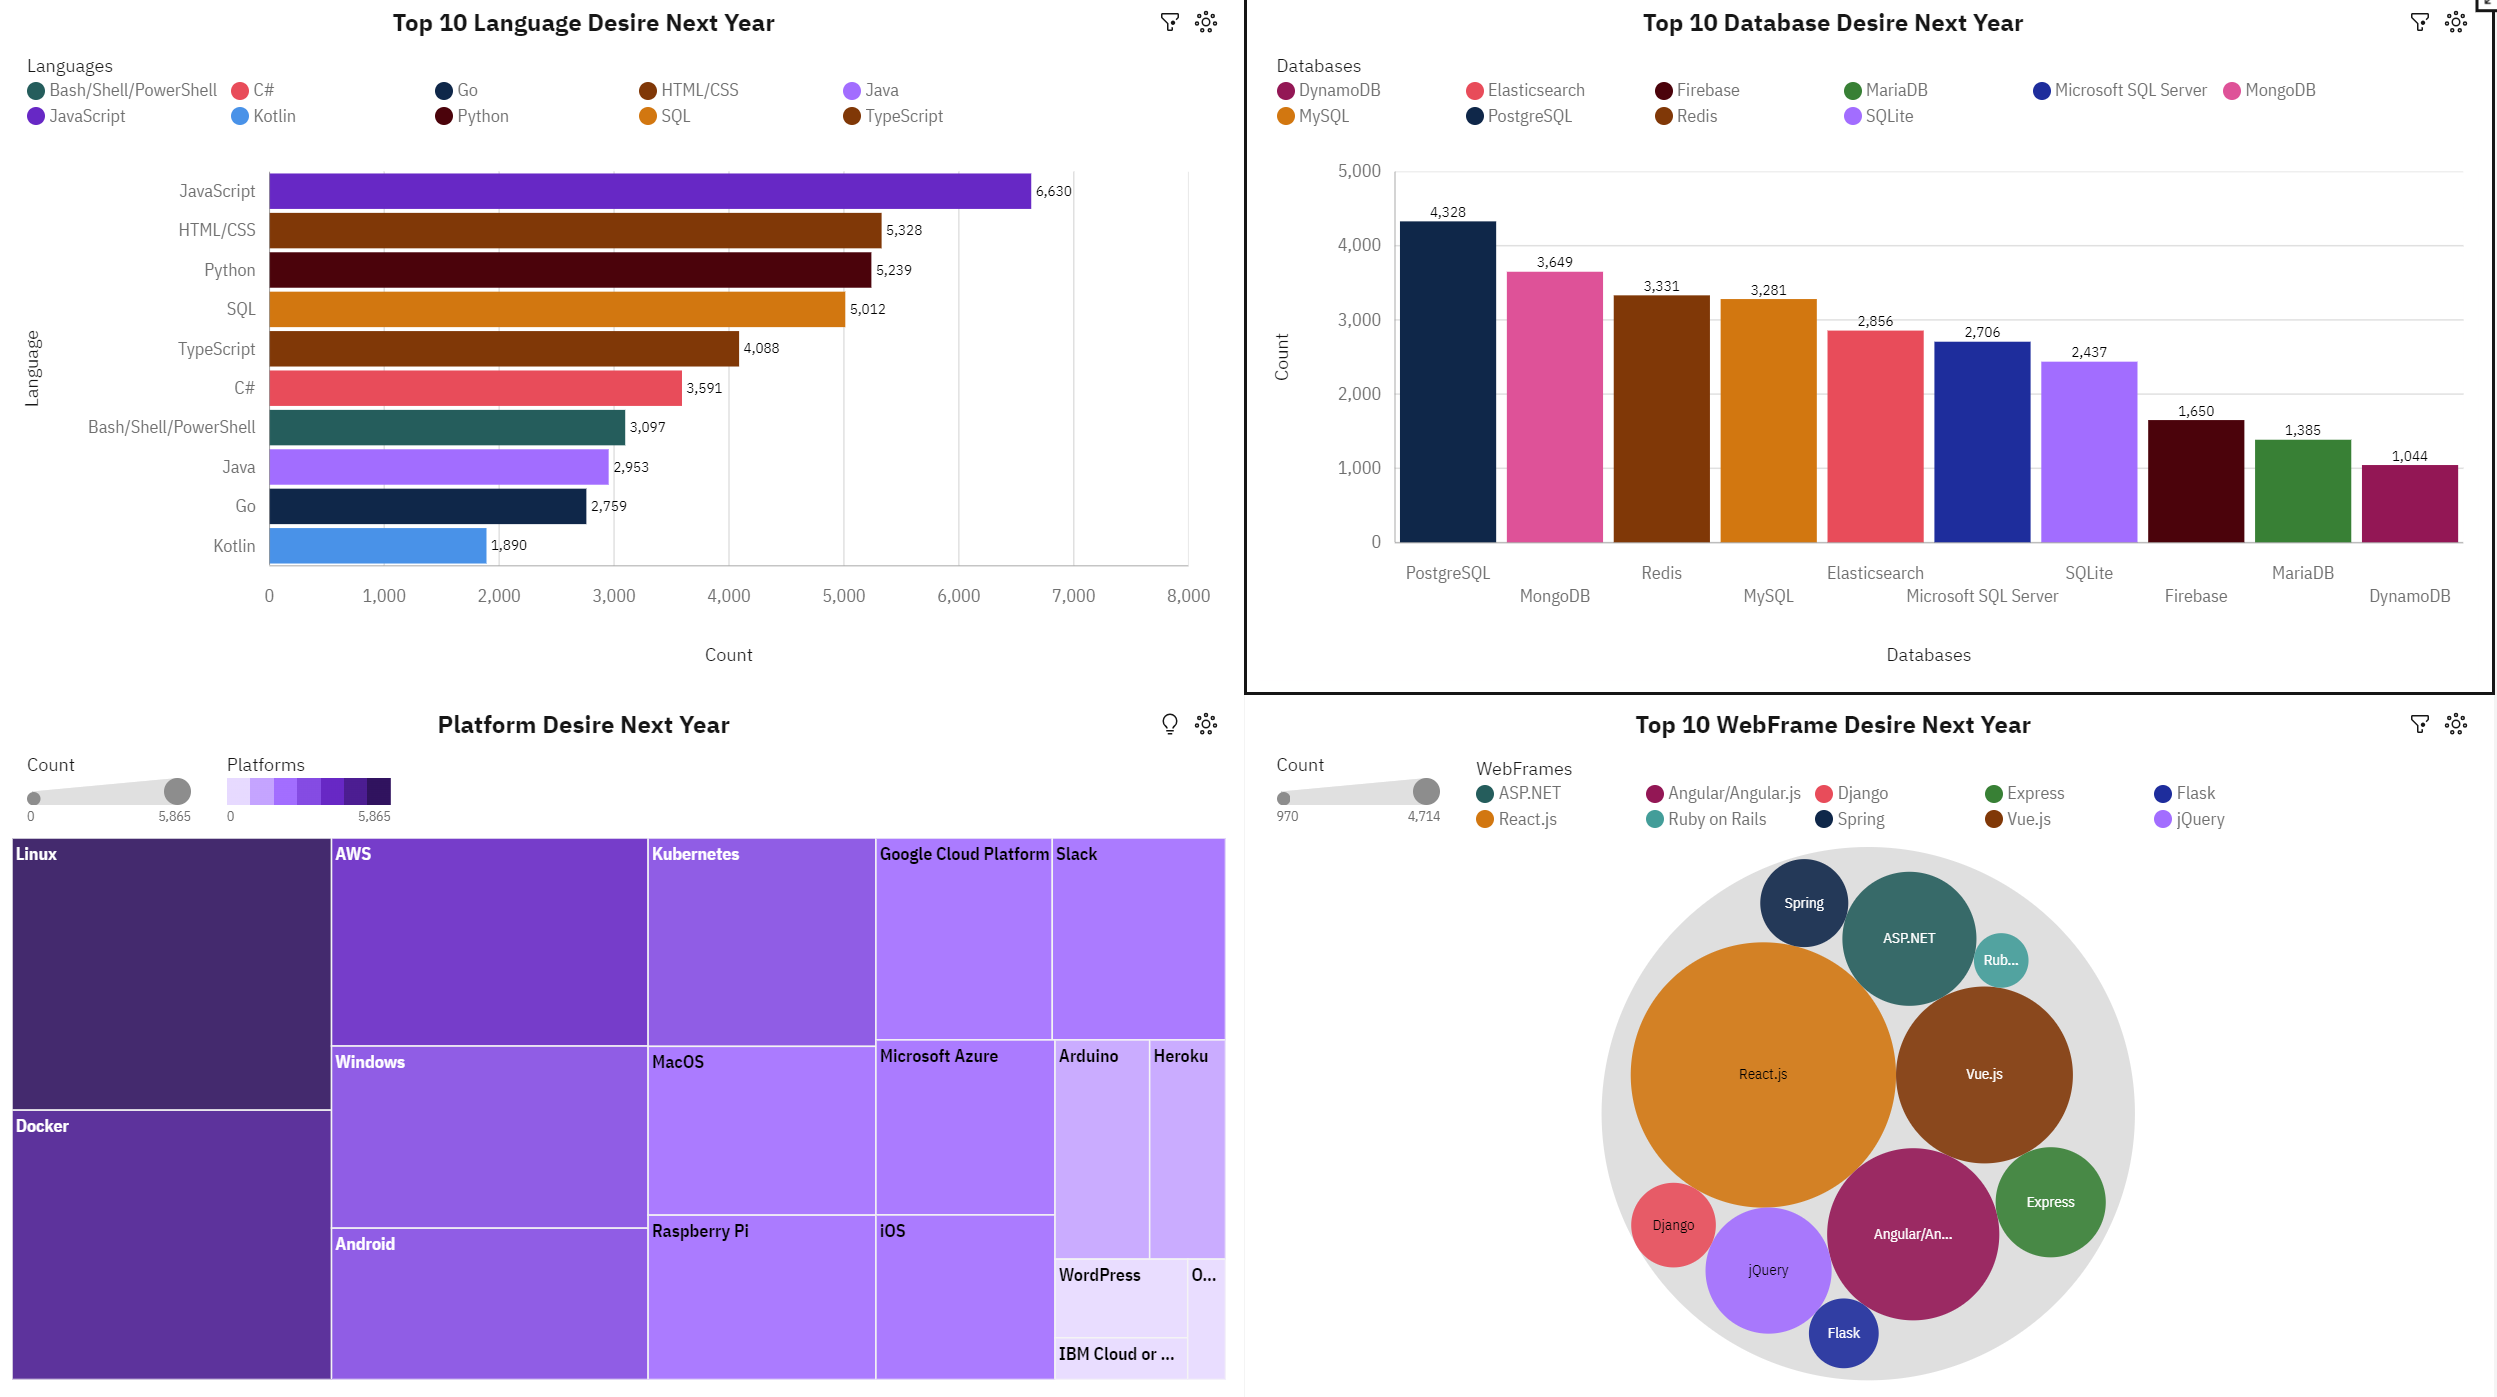 Top 10 Language Desire Next Year
Languages
Bash/Shell/PowerShell C# Go HTML/CSS Java
JavaScript Kotlin Python SQL TypeScript
Language
JavaScript 6,630
HTML/CSS 5,328
Python 5,239
SQL 5,012
TypeScript 4,088
C# 3,591
Bash/Shell/PowerShell 3,097
Java 2,953
Go 2,759
Kotlin 1,890
0 1,000 2,000 3,000 4,000 5,000 6,000 7,000 8,000
Count
Top 10 Database Desire Next Year
Databases
DynamoDB Elasticsearch Firebase MariaDB Microsoft SQL Server MongoDB
MySQL PostgreSQL Redis SQLite
Count
5,000
4,000
3,000
2,000
1,000
0
4,328 3,649 3,331 3,281 2,856 2,706 2,437 1,650 1,385 1,044
PostgreSQL Redis Elasticsearch SQLite MariaDB
MongoDB MySQL Microsoft SQL Server Firebase DynamoDB
Databases
Platform Desire Next Year
Count
0 5,865
Platforms
0 5,865
Linux AWS Kubernetes Google Cloud Platform Slack
Microsoft Azure Arduino Heroku
Windows MacOS
Docker
Raspberry Pi iOS
Android
WordPress O...
IBM Cloud or ...
Top 10 WebFrame Desire Next Year
Count
970 4,714
WebFrames
ASP.NET Angular/Angular.js Django Express Flask
React.js Ruby on Rails Spring Vue.js jQuery
Spring
ASP.NET
Rub...
React.js
Vue.js
Express
Django
Angular/An...
jQuery
Flask